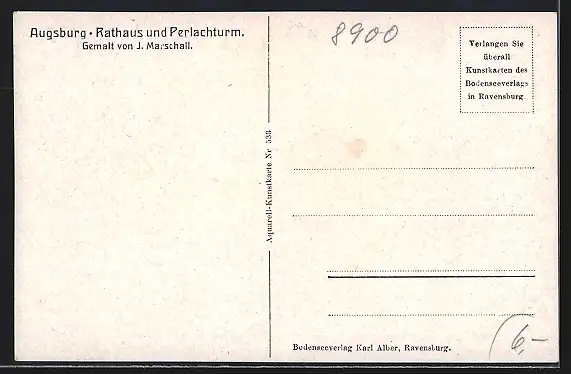 Augsburg • Rathaus und Perlachturm.
Gemalt von J. Marschall.
8900
Verlangen Sie
überall
Kunstkarten des
Bodenseeverlags
in Ravensburg.
Aquarell-Kunstkarte Nr 533
Bodenseeverlag Karl Alber, Ravensburg.
6,-